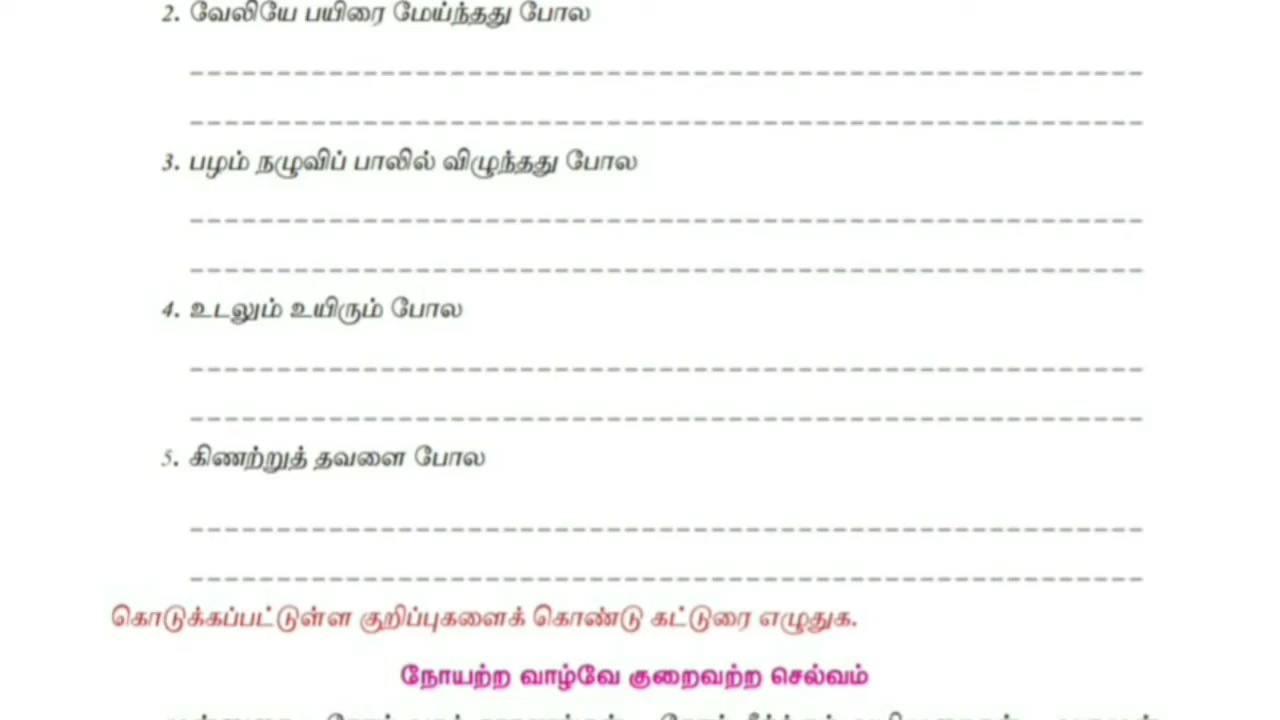 2. வேலியே பயிரை மேய்ந்தது போல
3. பழம் நழுவிப் பாலில் விழுந்தது போல
4. உடலும் உயிரும் போல
5. கிணற்றுத் தவளை போல
கொடுக்கப்பட்டுள்ள குறிப்புகளைக் கொண்டு கட்டுரை எழுதுக.
நோயற்ற வாழ்வே குறைவற்ற செல்வம்